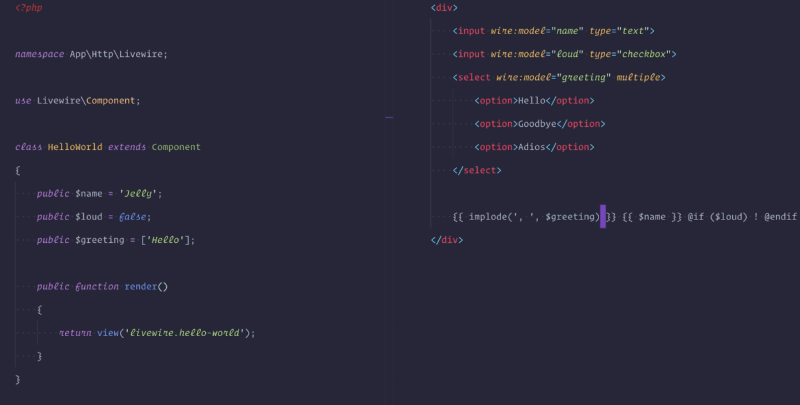 <?php
namespace App\Http\Livewire;
use Livewire\Component;
class HelloWorld extends Component
{
public $name = 'Jelly';
public $loud = false;
public $greeting = ['Hello'];
public function render()
{
return view('livewire.hello-world');
}
}
<div>
<input wire:model="name" type="text">
<input wire:model="loud" type="checkbox">
<select wire:model="greeting" multiple>
<option>Hello</option>
<option>Goodbye</option>
<option>Adios</option>
</select>
{{ implode(', ', $greeting) }} {{ $name }} @if ($loud) ! @endif
</div>